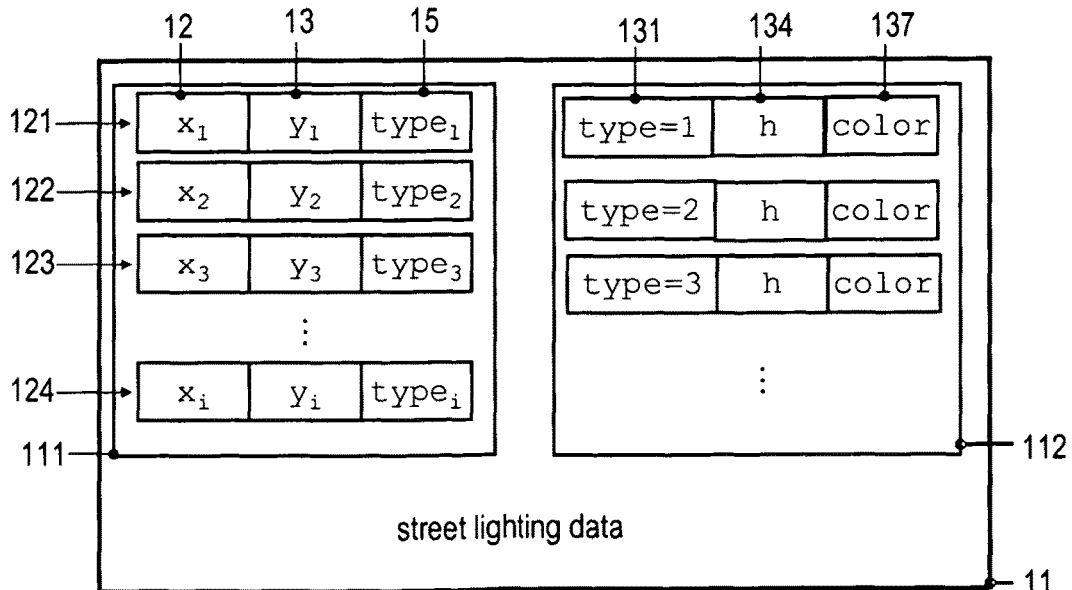 12 13 15 131 134 137
121 x₁ y₁ type₁ type=1 h color
122 x₂ y₂ type₂ type=2 h color
123 x₃ y₃ type₃ type=3 h color
⋮ ⋮
124 xᵢ yᵢ typeᵢ
111 112
street lighting data
11